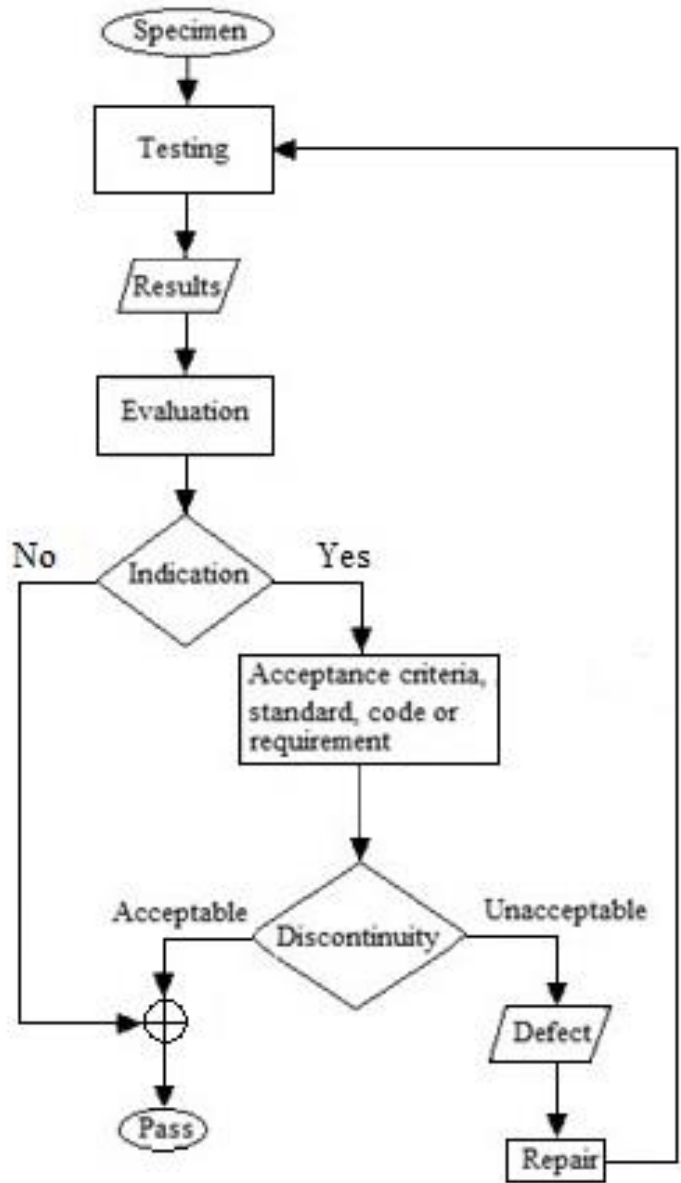 Specimen
Testing
Results
Evaluation
No
Yes
Indication
Acceptance criteria,
standard, code or
requirement
Acceptable
Unacceptable
Discontinuity
Defect
Pass
Repair